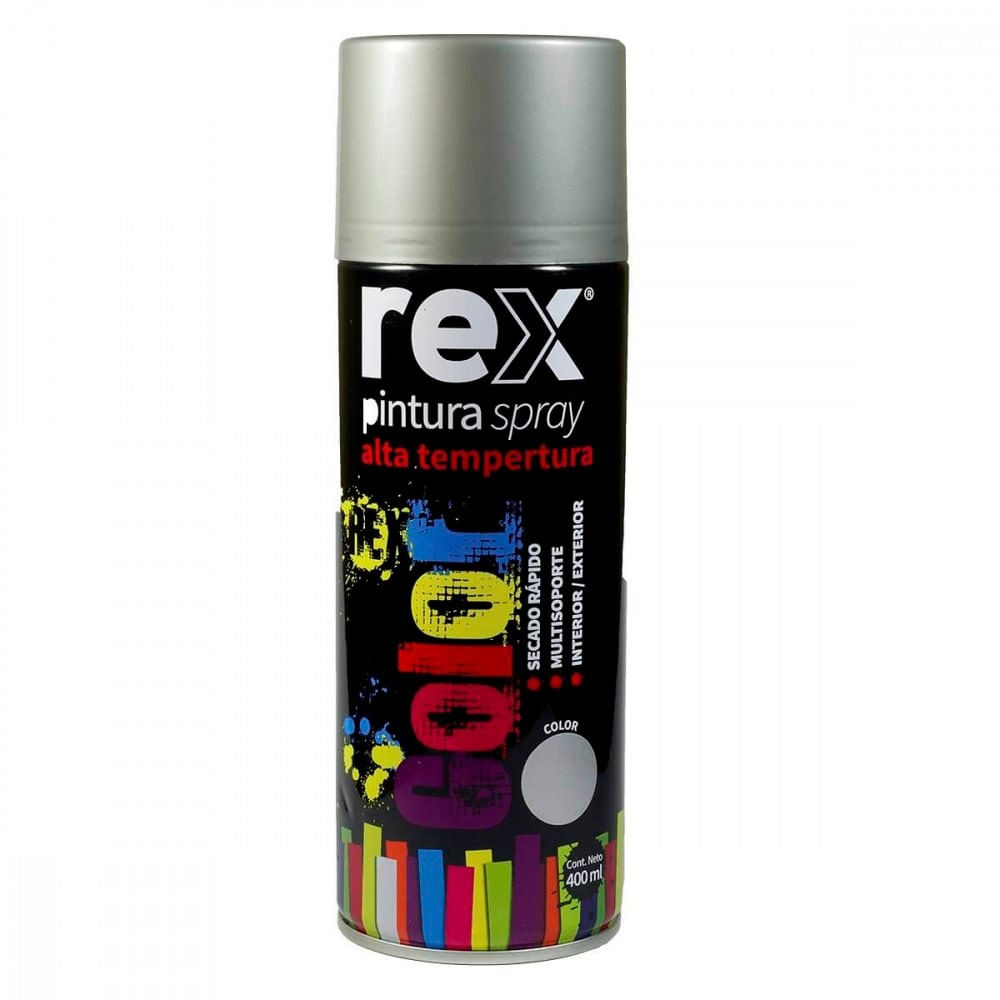 rex®
pintura spray
alta tempertura
REX
color
SECADO RÁPIDO
MULTISOPORTE
INTERIOR / EXTERIOR
COLOR
Cont. Neto
400 ml